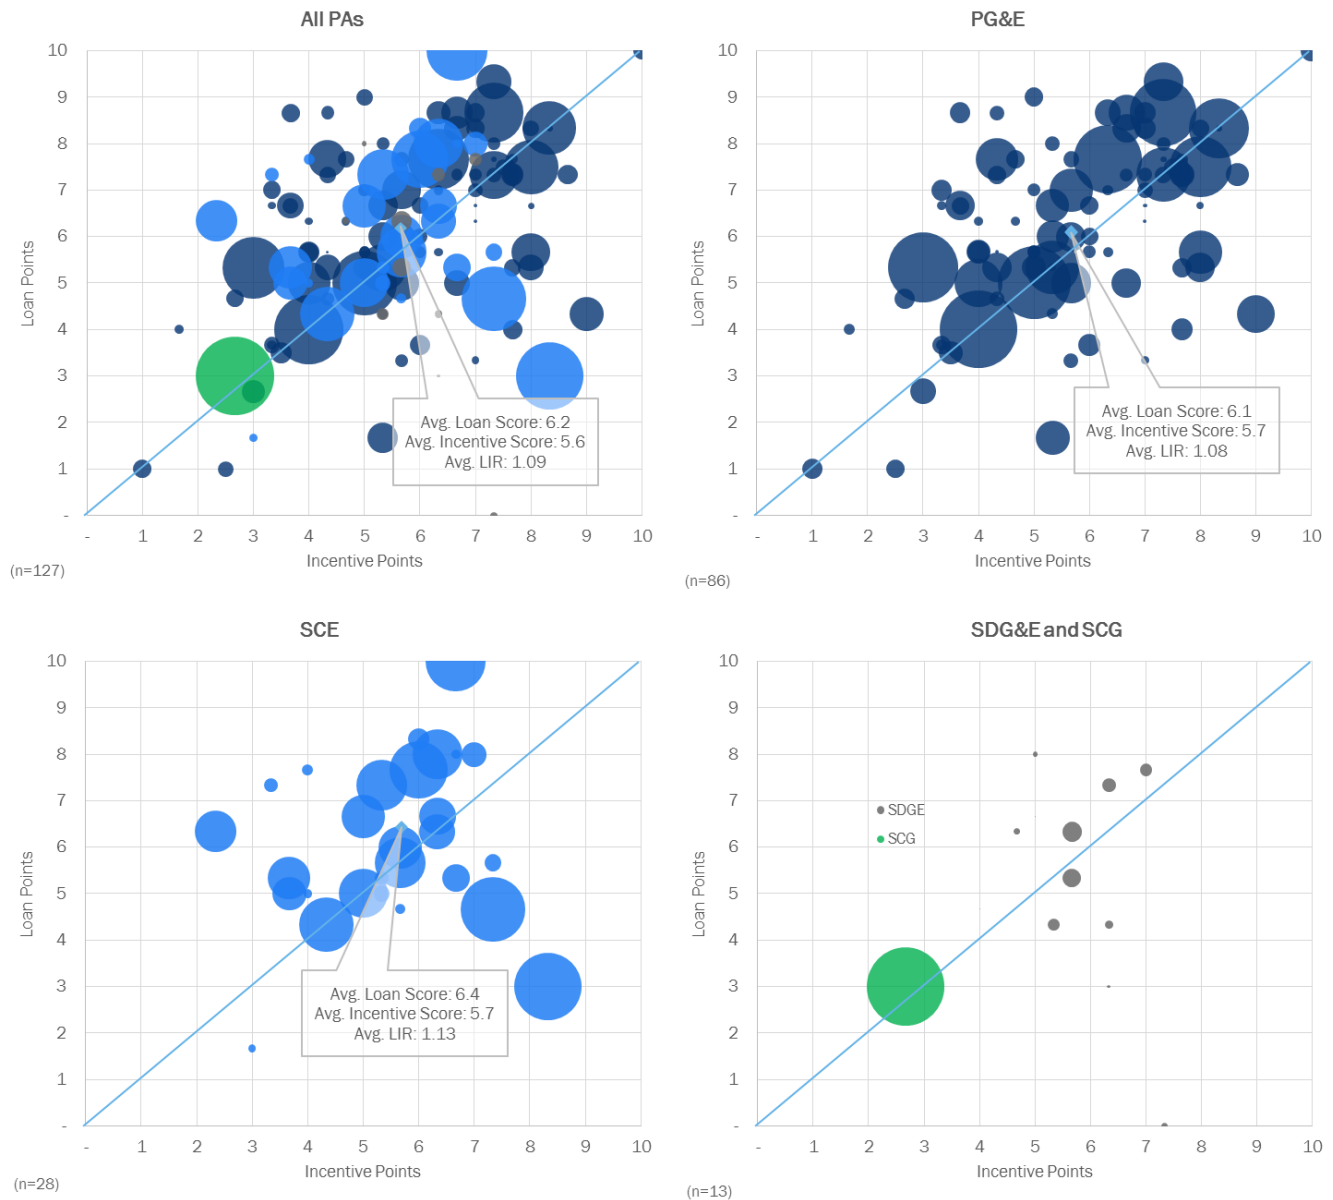 All PAs
10
9
8
7
6
5
4
3
2
1
-
Loan Points
- 1 2 3 4 5 6 7 8 9 10
Incentive Points
Avg. Loan Score: 6.2
Avg. Incentive Score: 5.6
Avg. LIR: 1.09
(n=127)
PG&E
10
9
8
7
6
5
4
3
2
1
-
Loan Points
- 1 2 3 4 5 6 7 8 9 10
Incentive Points
Avg. Loan Score: 6.1
Avg. Incentive Score: 5.7
Avg. LIR: 1.08
(n=86)
SCE
10
9
8
7
6
5
4
3
2
1
-
Loan Points
- 1 2 3 4 5 6 7 8 9 10
Incentive Points
Avg. Loan Score: 6.4
Avg. Incentive Score: 5.7
Avg. LIR: 1.13
(n=28)
SDG&E and SCG
10
9
8
7
6
5
4
3
2
1
-
Loan Points
- 1 2 3 4 5 6 7 8 9 10
Incentive Points
SDGE
SCG
(n=13)